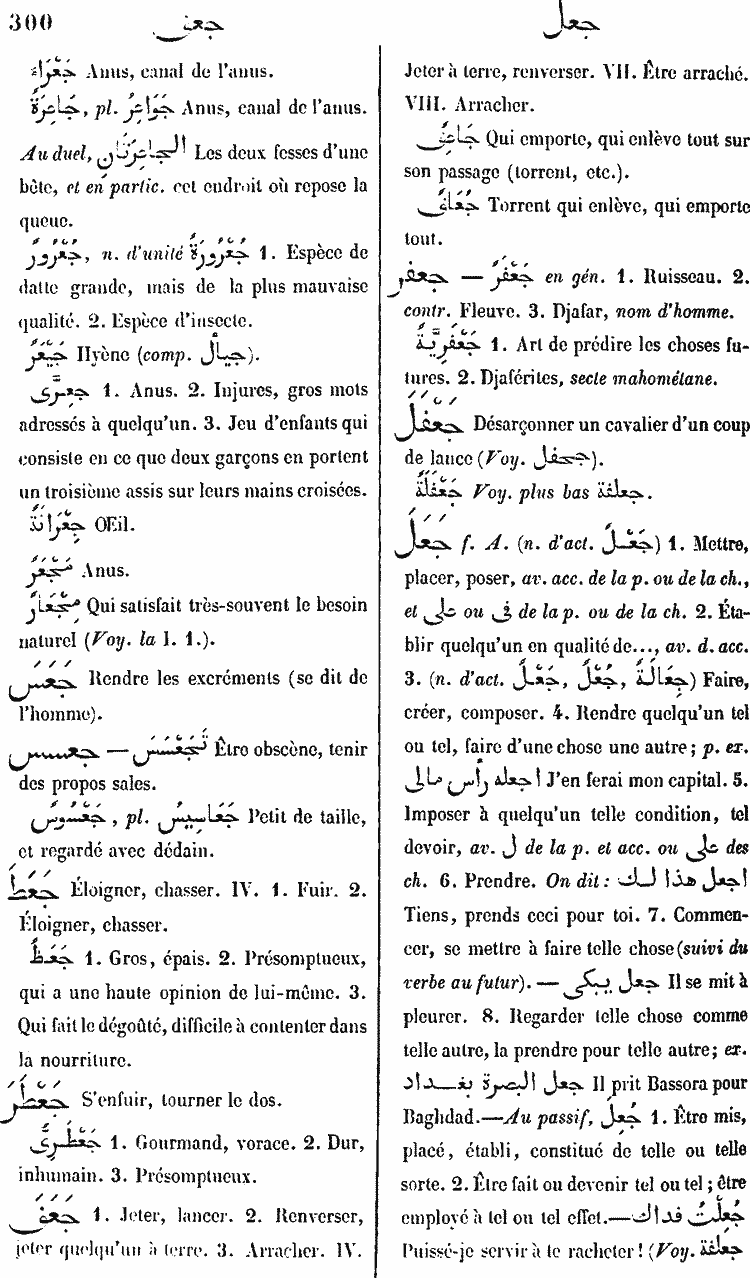 300 جعف جعل
جَعْرَاءُ Anus, canal de l'anus.
جَاعِرَةٌ, pl. جَوَاعِرُ Anus, canal de l'anus.
Au duel, الجاعِرَتَان Les deux fesses d'une
bête, et en partic. cet endroit où repose la
queue.
جُعْرُورٌ, n. d'unité جُعْرُورَةٌ 1. Espèce de
datte grande, mais de la plus mauvaise
qualité. 2. Espèce d'insecte.
جَيْعَرٌ Hyène (comp. جيأل).
جِعِرَّى 1. Anus. 2. Injures, gros mots
adressés à quelqu'un. 3. Jeu d'enfants qui
consiste en ce que deux garçons en portent
un troisième assis sur leurs mains croisées.
جِعْرَانَةٌ Œil.
مَجْعَرٌ Anus.
مِجْعَارٌ Qui satisfait très-souvent le besoin
naturel (Voy. la I. 1.).
جَعَسَ Rendre les excréments (se dit de
l'homme).
جعسس — تَجَعْسَسَ Être obscène, tenir
des propos sales.
جُعْسُوسٌ, pl. جَعَاسِيسُ Petit de taille,
et regardé avec dédain.
جَعَظَ Éloigner, chasser. IV. 1. Fuir. 2.
Éloigner, chasser.
جَعْظٌ 1. Gros, épais. 2. Présomptueux,
qui a une haute opinion de lui-même. 3.
Qui fait le dégoûté, difficile à contenter dans
la nourriture.
جَعْظَرَ S'enfuir, tourner le dos.
جَعْظَرِىٌّ 1. Gourmand, vorace. 2. Dur,
inhumain. 3. Présomptueux.
جَعَفَ 1. Jeter, lancer. 2. Renverser,
jeter quelqu'un à terre. 3. Arracher. IV.
Jeter à terre, renverser. VII. Être arraché.
VIII. Arracher.
جَاعِفٌ Qui emporte, qui enlève tout sur
son passage (torrent, etc.).
جُعَافٌ Torrent qui enlève, qui emporte
tout.
جعفر — جَعْفَرٌ en gén. 1. Ruisseau. 2.
contr. Fleuve. 3. Djafar, nom d'homme.
جَعْفَرِيَّةٌ 1. Art de prédire les choses fu-
tures. 2. Djaférites, secte mahométane.
جَعْفَلَ Désarçonner un cavalier d'un coup
de lance (Voy. جحفل).
جَعْفَلَةٌ Voy. plus bas جعلفة.
جَعَلَ f. A. (n. d'act. جَعْلٌ) 1. Mettre,
placer, poser, av. acc. de la p. ou de la ch.,
et على ou فى de la p. ou de la ch. 2. Éta-
blir quelqu'un en qualité de..., av. d. acc.
3. (n. d'act. جَعْلٌ, جُعْلٌ, جِعَالَةٌ) Faire,
créer, composer. 4. Rendre quelqu'un tel
ou tel, faire d'une chose une autre; p. ex.
اجعله رأس مالى J'en ferai mon capital. 5.
Imposer à quelqu'un telle condition, tel
devoir, av. ل de la p. et acc. ou على des
ch. 6. Prendre. On dit: اجعل هذا لك
Tiens, prends ceci pour toi. 7. Commen-
cer, se mettre à faire telle chose (suivi du
verbe au futur). — جعل يبكى Il se mit à
pleurer. 8. Regarder telle chose comme
telle autre, la prendre pour telle autre; ex.
جعل البصرة بغداد Il prit Bassora pour
Baghdad.—Au passif, جُعِلَ 1. Être mis,
placé, établi, constitué de telle ou telle
sorte. 2. Être fait ou devenir tel ou tel; être
employé à tel ou tel effet.—جُعِلْتُ فداك
Puissé-je servir à te racheter! (Voy. جعلفة